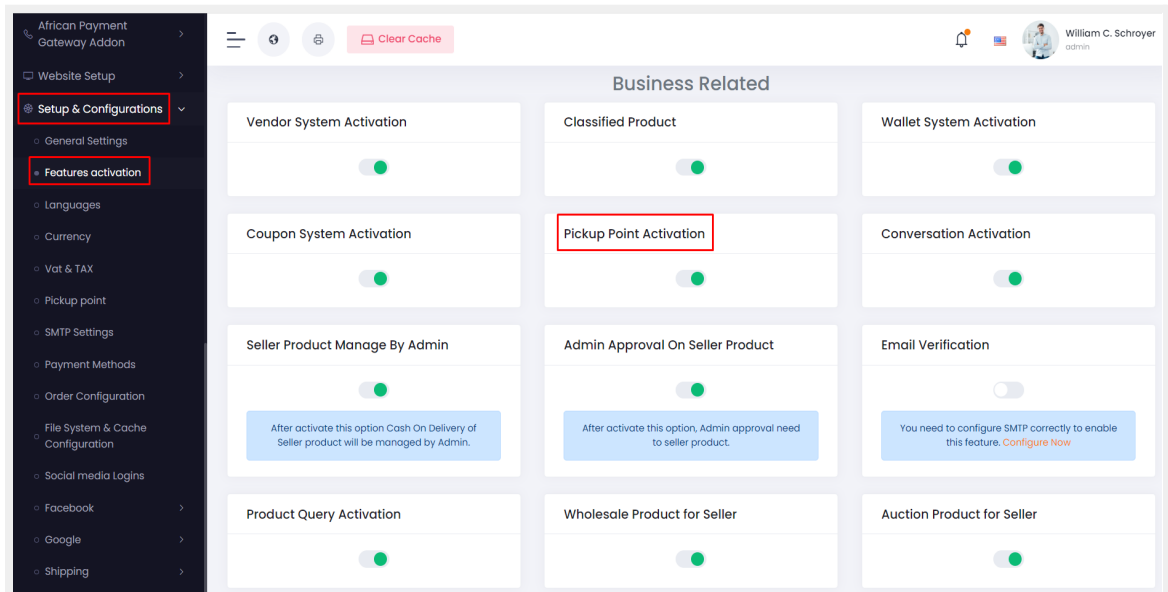 African Payment
Gateway Addon
Website Setup
Setup & Configurations
General Settings
Features activation
Languages
Currency
Vat & TAX
Pickup point
SMTP Settings
Payment Methods
Order Configuration
File System & Cache
Configuration
Social media Logins
Facebook
Google
Shipping
Clear Cache
William C. Schroyer
admin
Business Related
Vendor System Activation
Classified Product
Wallet System Activation
Coupon System Activation
Pickup Point Activation
Conversation Activation
Seller Product Manage By Admin
After activate this option Cash On Delivery of
Seller product will be managed by Admin.
Admin Approval On Seller Product
After activate this option, Admin approval need
to seller product.
Email Verification
You need to configure SMTP correctly to enable
this feature. Configure Now
Product Query Activation
Wholesale Product for Seller
Auction Product for Seller